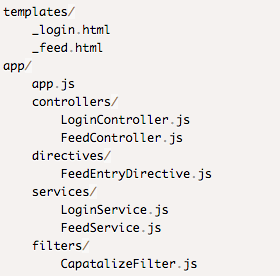 templates/
_login.html
_feed.html
app/
app.js
controllers/
LoginController.js
FeedController.js
directives/
FeedEntryDirective.js
services/
LoginService.js
FeedService.js
filters/
CapatalizeFilter.js